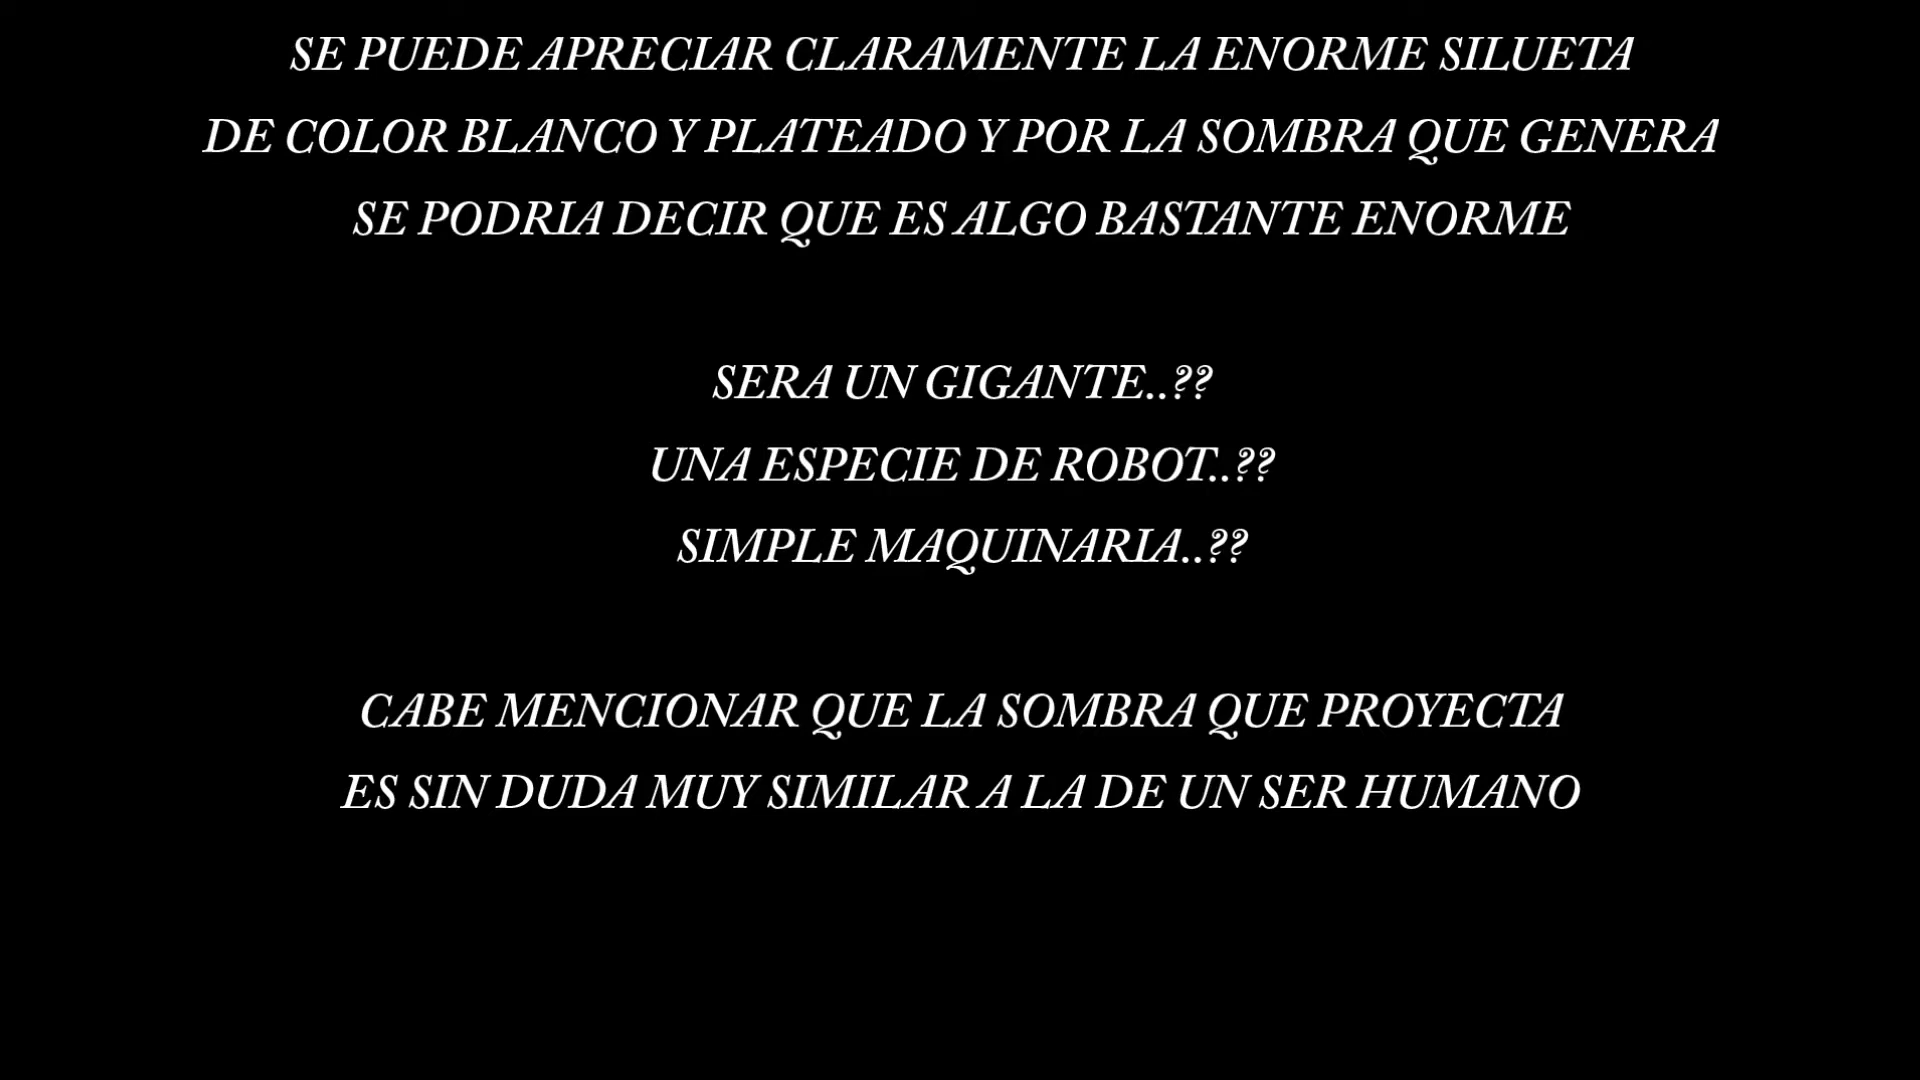 SE PUEDE APRECIAR CLARAMENTE LA ENORME SILUETA
DE COLOR BLANCO Y PLATEADO Y POR LA SOMBRA QUE GENERA
SE PODRIA DECIR QUE ES ALGO BASTANTE ENORME
SERA UN GIGANTE..??
UNA ESPECIE DE ROBOT..??
SIMPLE MAQUINARIA..??
CABE MENCIONAR QUE LA SOMBRA QUE PROYECTA
ES SIN DUDA MUY SIMILAR A LA DE UN SER HUMANO